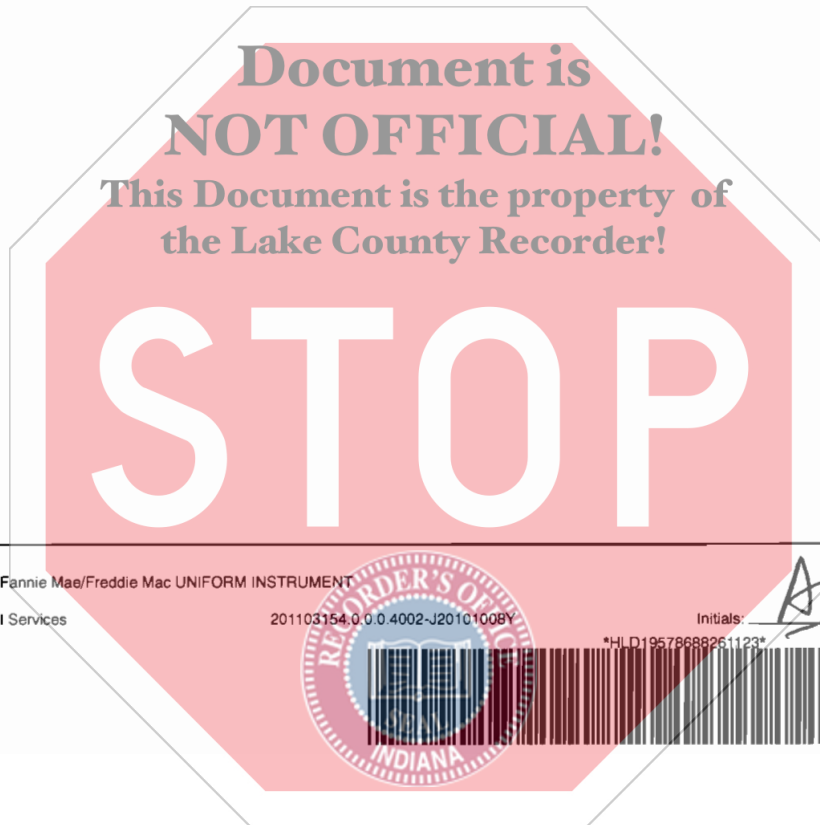 Document is
NOT OFFICIAL!
This Document is the property of
the Lake County Recorder!
STOP
Fannie Mae/Freddie Mac UNIFORM INSTRUMENT
l Services 201103154.0.0.0.4002-J20101008Y Initials:
*HLD19578688261123*
RECORDER'S OFFICE
SEAL
INDIANA